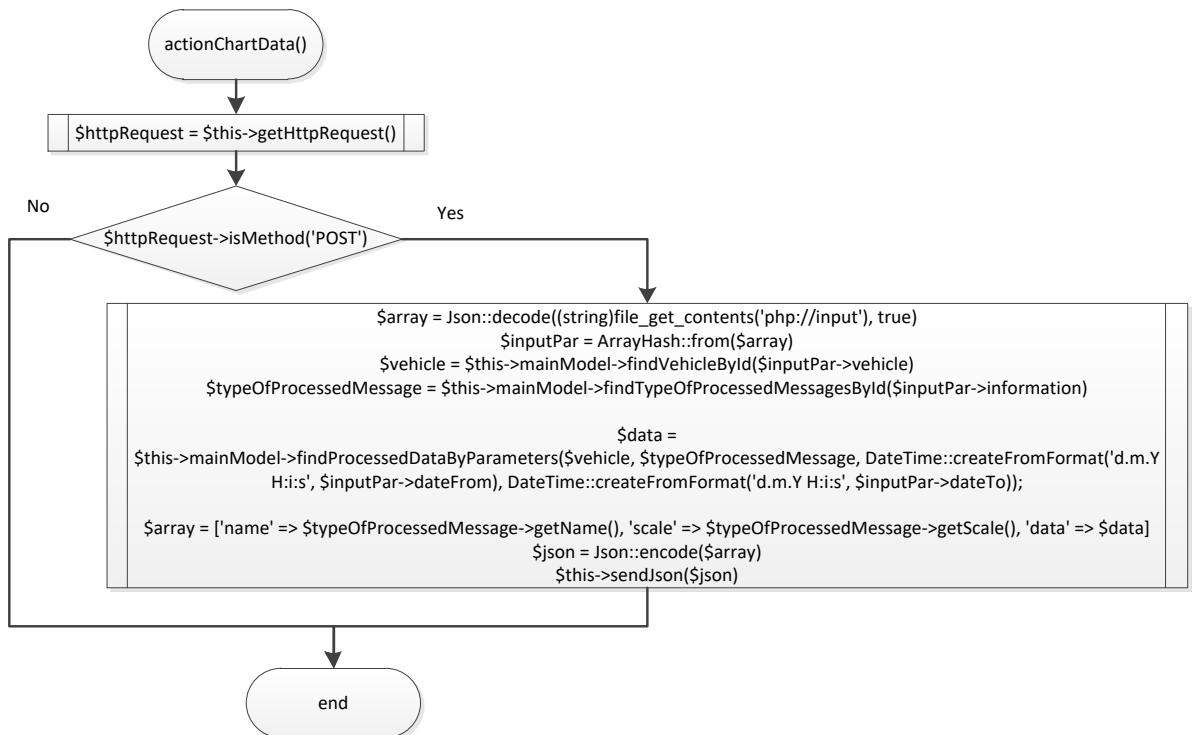 actionChartData()
$httpRequest = $this->getHttpRequest()
No
Yes
$httpRequest->isMethod('POST')
$array = Json::decode((string)file_get_contents('php://input'), true)
$inputPar = ArrayHash::from($array)
$vehicle = $this->mainModel->findVehicleById($inputPar->vehicle)
$typeOfProcessedMessage = $this->mainModel->findTypeOfProcessedMessagesById($inputPar->information)
$data =
$this->mainModel->findProcessedDataByParameters($vehicle, $typeOfProcessedMessage, DateTime::createFromFormat('d.m.Y
H:i:s', $inputPar->dateFrom), DateTime::createFromFormat('d.m.Y H:i:s', $inputPar->dateTo));
$array = ['name' => $typeOfProcessedMessage->getName(), 'scale' => $typeOfProcessedMessage->getScale(), 'data' => $data]
$json = Json::encode($array)
$this->sendJson($json)
end